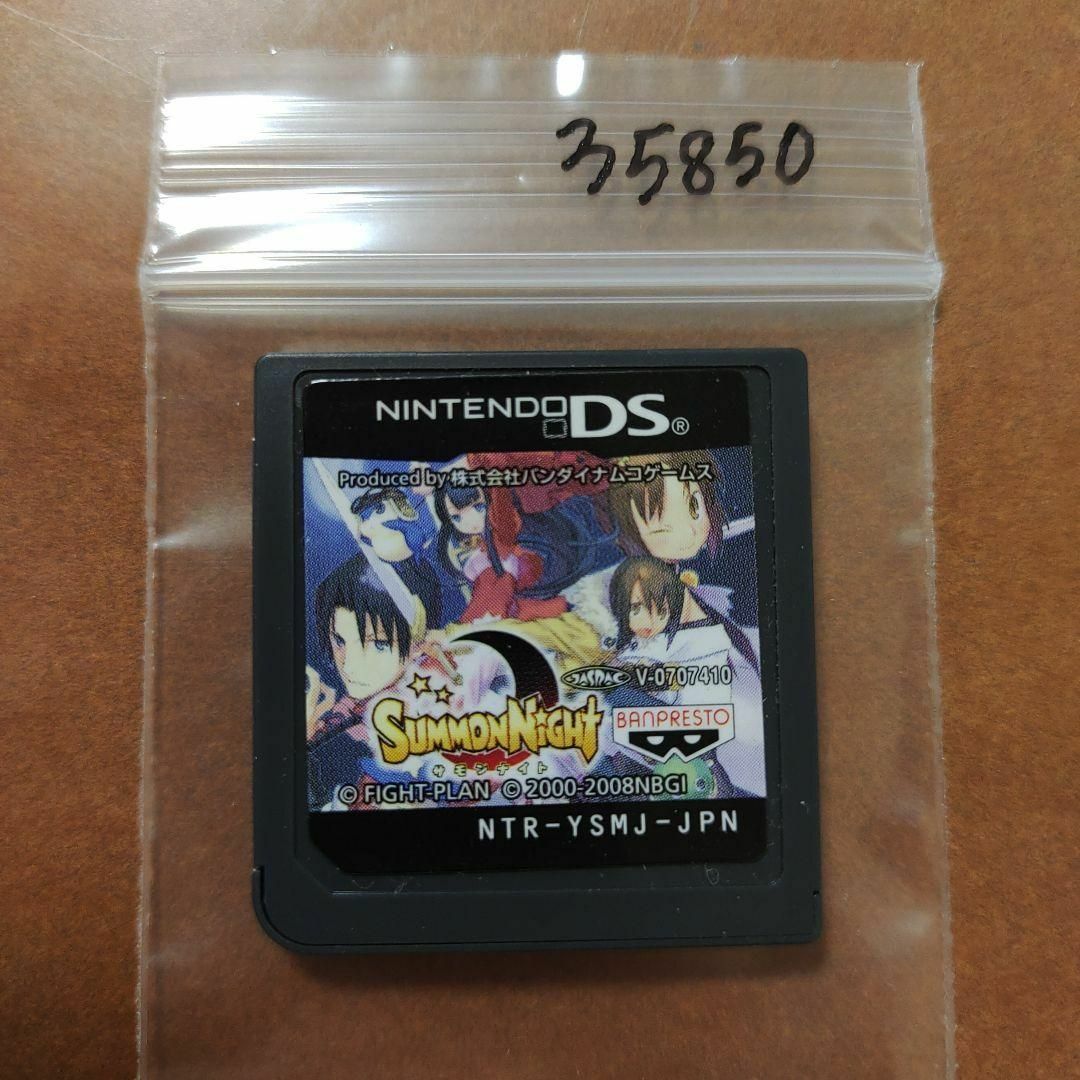 35850
NINTENDO DS®
Produced by 株式会社バンダイナムコゲームス
JASRAC V-0707410
SUMMON NIGHT
サモンナイト
BANPRESTO
© FIGHT-PLAN © 2000-2008NBGI
NTR-YSMJ-JPN